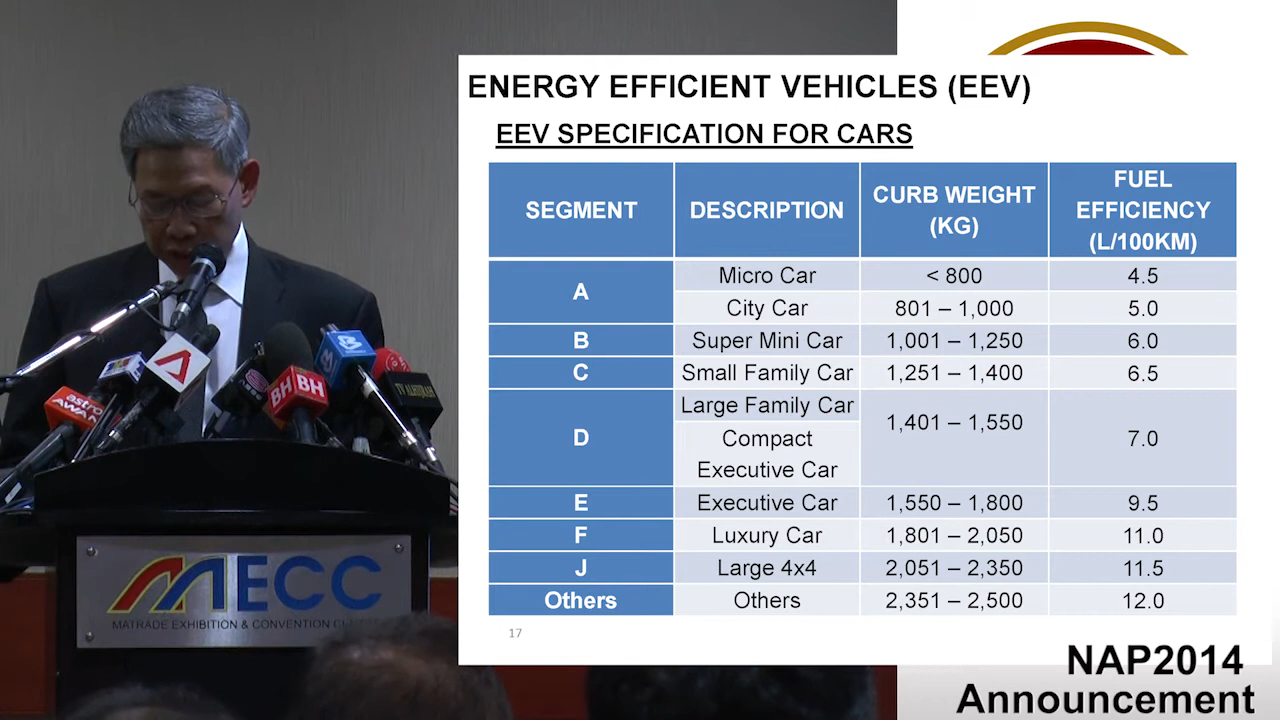 ENERGY EFFICIENT VEHICLES (EEV)
EEV SPECIFICATION FOR CARS
SEGMENT DESCRIPTION CURB WEIGHT (KG) FUEL EFFICIENCY (L/100KM)
A Micro Car < 800 4.5
City Car 801 – 1,000 5.0
B Super Mini Car 1,001 – 1,250 6.0
C Small Family Car 1,251 – 1,400 6.5
D Large Family Car 1,401 – 1,550 7.0
Compact
Executive Car
E Executive Car 1,550 – 1,800 9.5
F Luxury Car 1,801 – 2,050 11.0
J Large 4x4 2,051 – 2,350 11.5
Others Others 2,351 – 2,500 12.0
17
NAP2014
Announcement
astro
AWANI
BH BH
TV ALHIJRAH
MECC
MATRADE EXHIBITION & CONVENTION